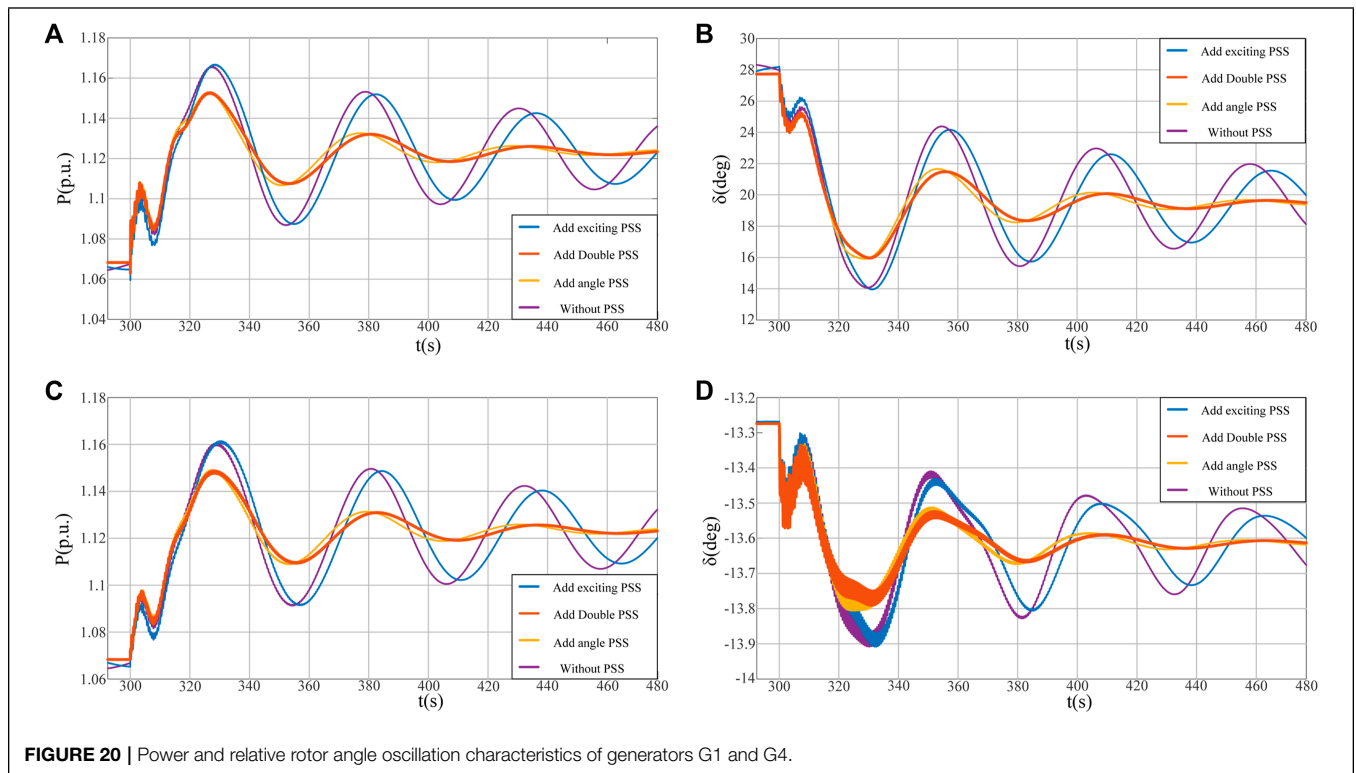 A
P(p.u.)
1.18
1.16
1.14
1.12
1.1
1.08
1.06
1.04
300
320
340
360
380
400
420
440
460
480
t(s)
Add exciting PSS
Add Double PSS
Add angle PSS
Without PSS
B
δ(deg)
30
28
26
24
22
20
18
16
14
12
300
320
340
360
380
400
420
440
460
480
t(s)
Add exciting PSS
Add Double PSS
Add angle PSS
Without PSS
C
P(p.u.)
1.18
1.16
1.14
1.12
1.1
1.08
1.06
300
320
340
360
380
400
420
440
460
480
t(s)
Add exciting PSS
Add Double PSS
Add angle PSS
Without PSS
D
δ(deg)
-13.2
-13.3
-13.4
-13.5
-13.6
-13.7
-13.8
-13.9
-14
300
320
340
360
380
400
420
440
460
480
t(s)
Add exciting PSS
Add Double PSS
Add angle PSS
Without PSS
FIGURE 20 | Power and relative rotor angle oscillation characteristics of generators G1 and G4.